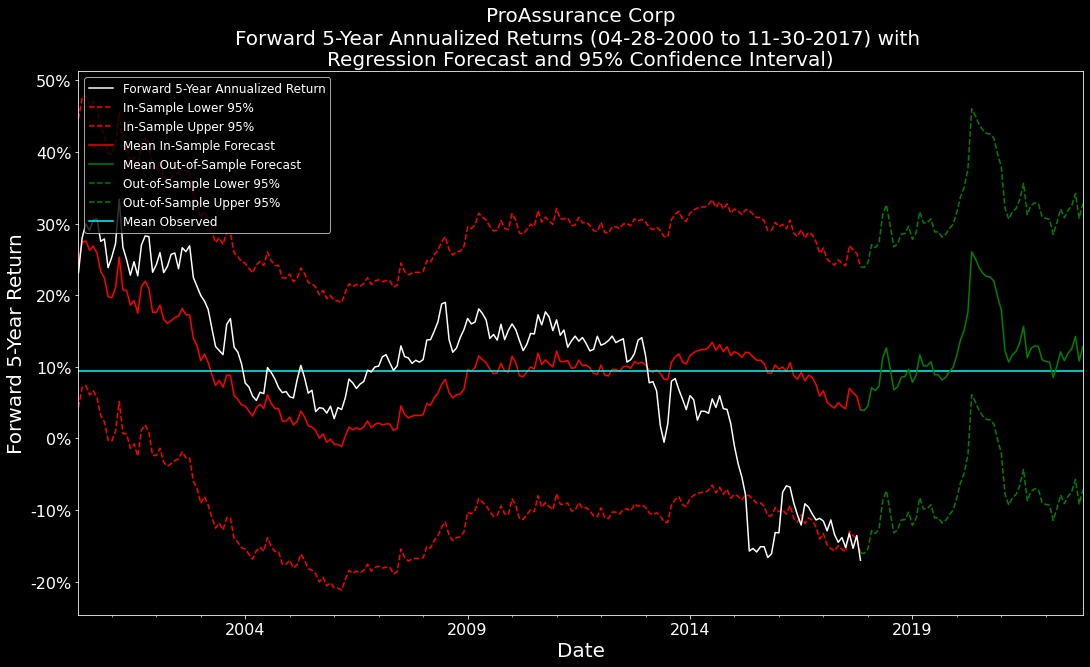 ProAssurance Corp
Forward 5-Year Annualized Returns (04-28-2000 to 11-30-2017) with
Regression Forecast and 95% Confidence Interval)
50%
40%
30%
20%
10%
0%
-10%
-20%
Forward 5-Year Return
Forward 5-Year Annualized Return
In-Sample Lower 95%
In-Sample Upper 95%
Mean In-Sample Forecast
Mean Out-of-Sample Forecast
Out-of-Sample Lower 95%
Out-of-Sample Upper 95%
Mean Observed
2004
2009
2014
2019
Date